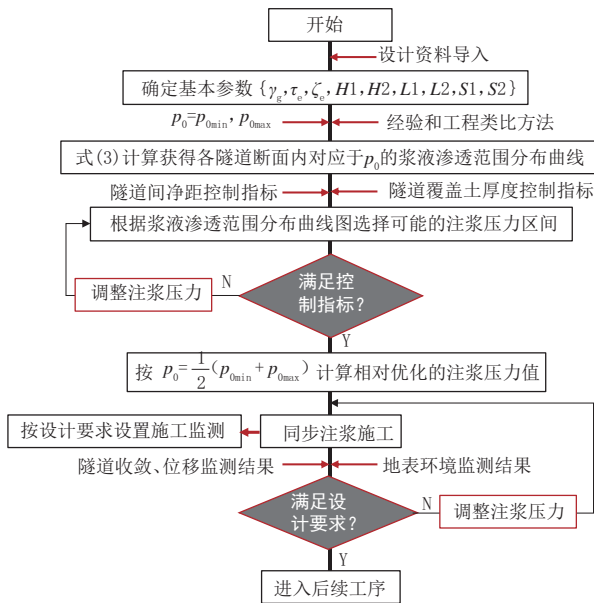 开始
设计资料导入
确定基本参数{γg,τe,ζe,H1,H2,L1,L2,S1,S2}
p0=p0min, p0max
经验和工程类比方法
式(3)计算获得各隧道断面内对应于p0的浆液渗透范围分布曲线
隧道间净距控制指标
隧道覆盖土厚度控制指标
根据浆液渗透范围分布曲线图选择可能的注浆压力区间
调整注浆压力
N
满足控
制指标?
Y
按 p0=1/2(p0min+p0max) 计算相对优化的注浆压力值
按设计要求设置施工监测
同步注浆施工
隧道收敛、位移监测结果
地表环境监测结果
满足设
计要求?
N
调整注浆压力
Y
进入后续工序